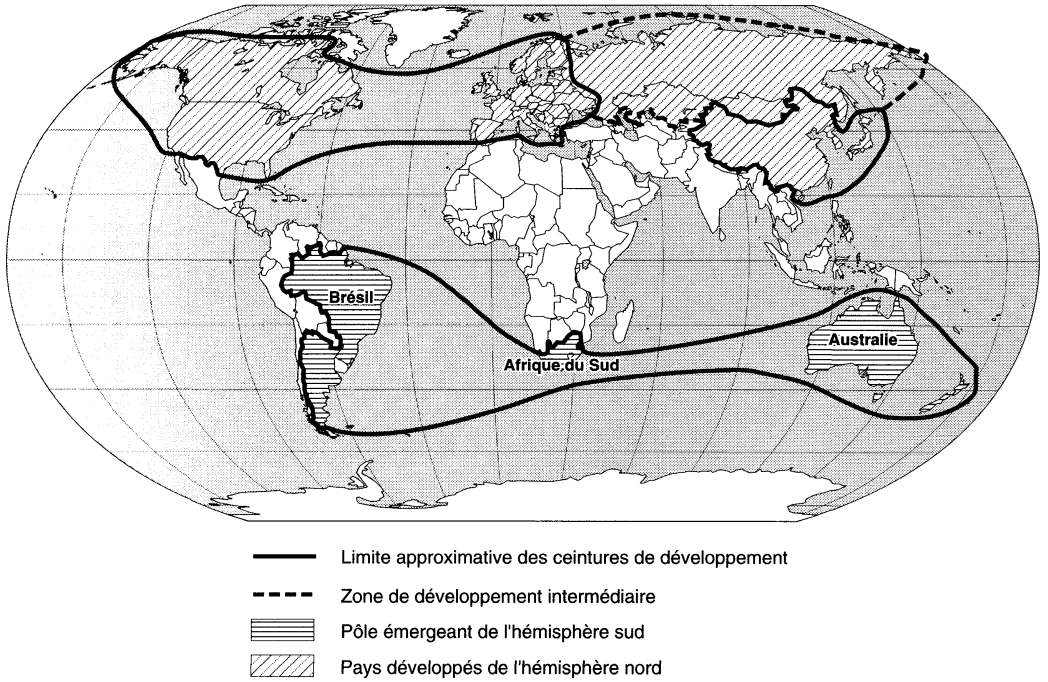 Brésil
Australie
Afrique du Sud
Limite approximative des ceintures de développement
Zone de développement intermédiaire
Pôle émergeant de l'hémisphère sud
Pays développés de l'hémisphère nord